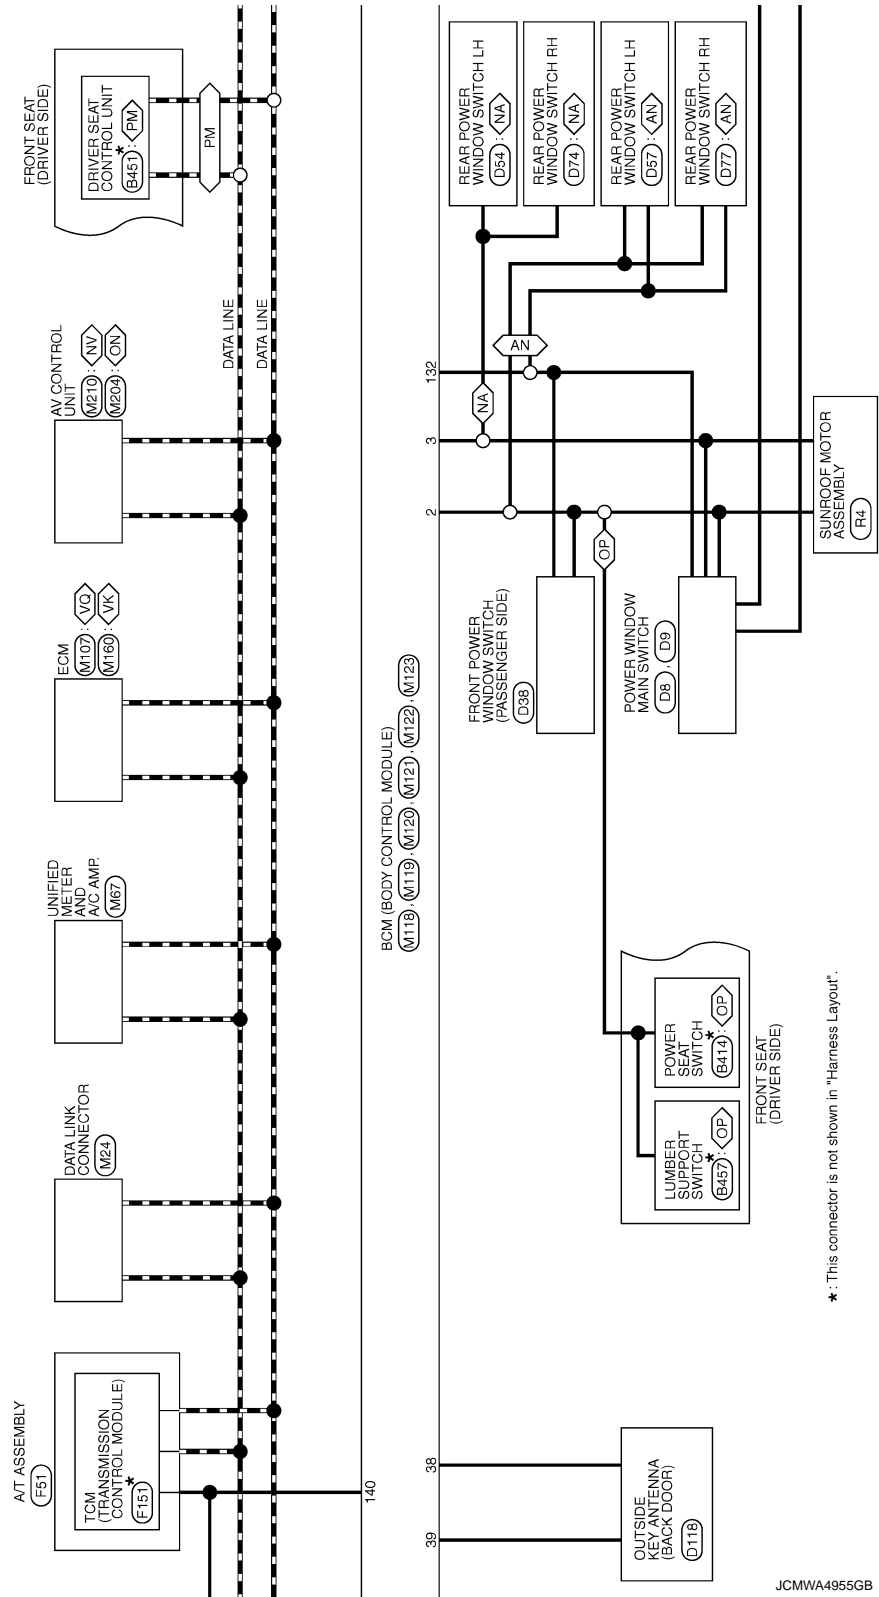 A/T ASSEMBLY
F51
TCM
(TRANSMISSION
CONTROL MODULE)
*
F151
DATA LINK
CONNECTOR
M24
UNIFIED
METER
AND
A/C AMP.
M67
ECM
M107 : VQ
M160 : VK
AV CONTROL
UNIT
M210 : NV
M204 : ON
FRONT SEAT
(DRIVER SIDE)
DRIVER SEAT
CONTROL UNIT
*
B451 : PM
PM
DATA LINE
DATA LINE
140
BCM (BODY CONTROL MODULE)
M118 , M119 , M120 , M121 , M122 , M123
39
38
2
3
132
OUTSIDE
KEY ANTENNA
(BACK DOOR)
D118
NA
AN
OP
REAR POWER
WINDOW SWITCH LH
D54 : NA
REAR POWER
WINDOW SWITCH RH
D74 : NA
REAR POWER
WINDOW SWITCH LH
D57 : AN
REAR POWER
WINDOW SWITCH RH
D77 : AN
FRONT POWER
WINDOW SWITCH
(PASSENGER SIDE)
D38
POWER WINDOW
MAIN SWITCH
D8 , D9
SUNROOF MOTOR
ASSEMBLY
R4
LUMBER
SUPPORT
SWITCH
*
B457 : OP
POWER
SEAT
SWITCH
*
B414 : OP
FRONT SEAT
(DRIVER SIDE)
* : This connector is not shown in "Harness Layout".
JCMWA4955GB